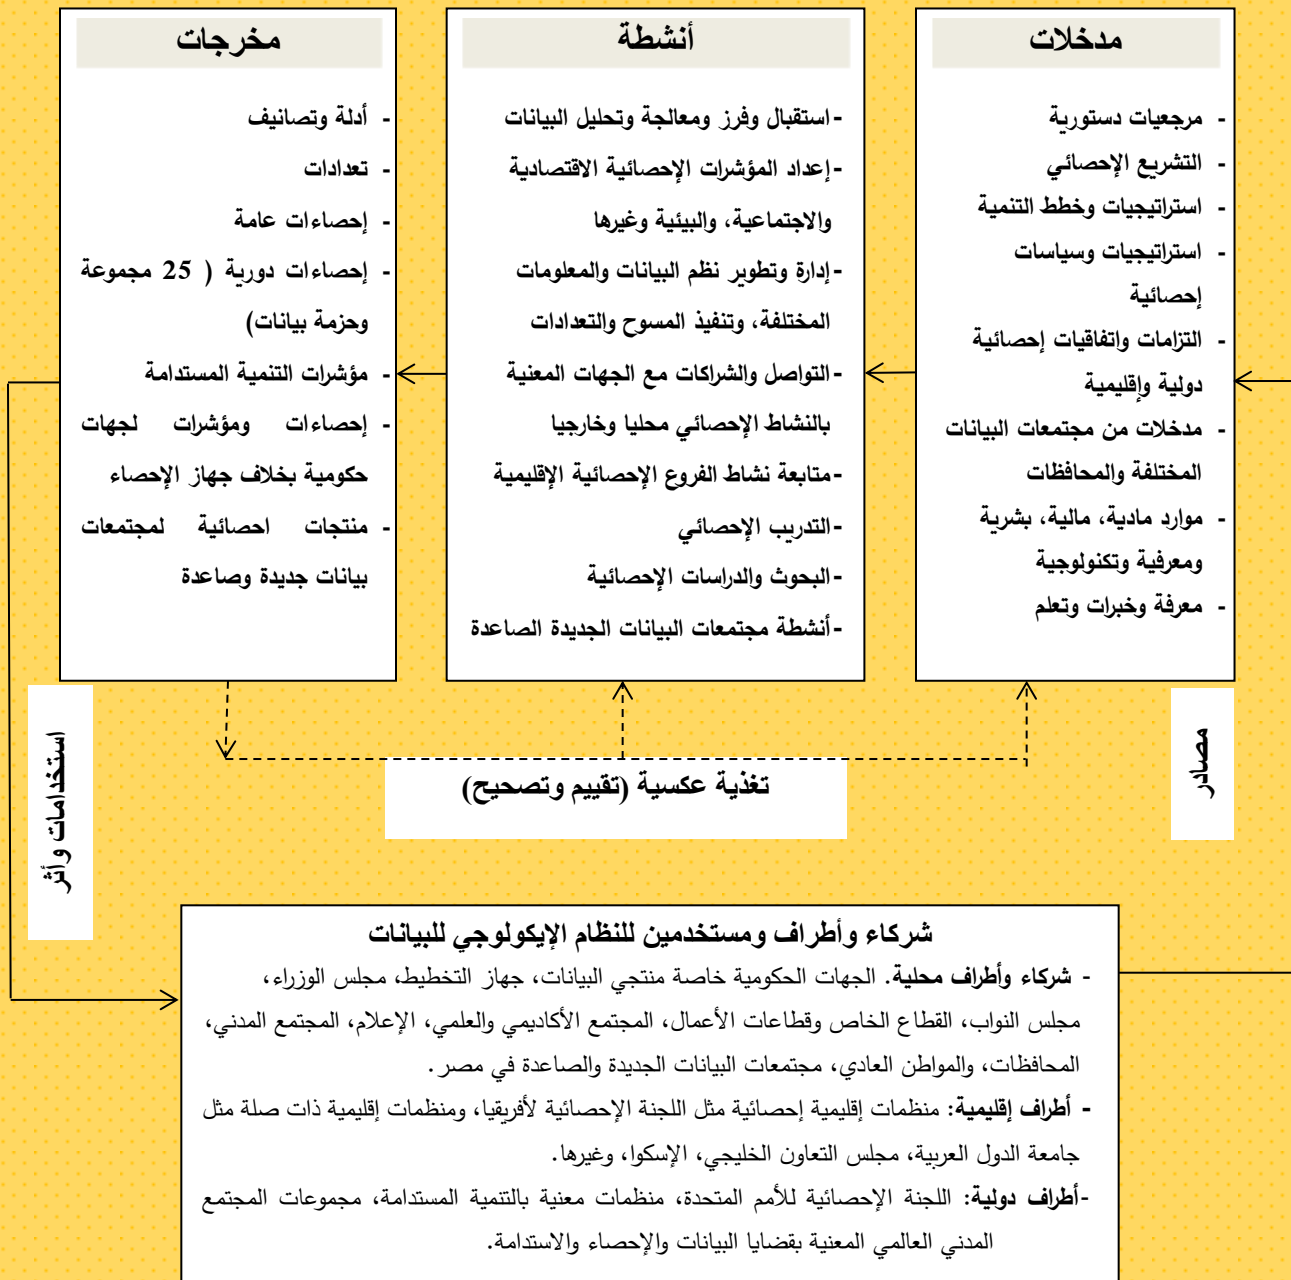 مدخلات
- مرجعيات دستورية
- التشريع الإحصائي
- استراتيجيات وخطط التنمية
- استراتيجيات وسياسات
إحصائية
- التزامات واتفاقيات إحصائية
دولية وإقليمية
- مدخلات من مجتمعات البيانات
المختلفة والمحافظات
- موارد مادية، مالية، بشرية
ومعرفية وتكنولوجية
- معرفة وخبرات وتعلم
أنشطة
-استقبال وفرز ومعالجة وتحليل البيانات
-إعداد المؤشرات الإحصائية الاقتصادية
والاجتماعية، والبيئية وغيرها
-إدارة وتطوير نظم البيانات والمعلومات
المختلفة، وتنفيذ المسوح والتعدادات
-التواصل والشراكات مع الجهات المعنية
بالنشاط الإحصائي محليا وخارجيا
-متابعة نشاط الفروع الإحصائية الإقليمية
-التدريب الإحصائي
-البحوث والدراسات الإحصائية
-أنشطة مجتمعات البيانات الجديدة الصاعدة
مخرجات
- أدلة وتصانيف
- تعدادات
- إحصاءات عامة
- إحصاءات دورية ( 25 مجموعة
وحزمة بيانات)
- مؤشرات التنمية المستدامة
- إحصاءات ومؤشرات لجهات
حكومية بخلاف جهاز الإحصاء
- منتجات احصائية لمجتمعات
بيانات جديدة وصاعدة
مصادر
تغذية عكسية (تقييم وتصحيح)
استخدامات وأثر
شركاء وأطراف ومستخدمين للنظام الإيكولوجي للبيانات
- شركاء وأطراف محلية. الجهات الحكومية خاصة منتجي البيانات، جهاز التخطيط، مجلس الوزراء،
مجلس النواب، القطاع الخاص وقطاعات الأعمال، المجتمع الأكاديمي والعلمي، الإعلام، المجتمع المدني،
المحافظات، والمواطن العادي، مجتمعات البيانات الجديدة والصاعدة في مصر.
- أطراف إقليمية: منظمات إقليمية إحصائية مثل اللجنة الإحصائية لأفريقيا، ومنظمات إقليمية ذات صلة مثل
جامعة الدول العربية، مجلس التعاون الخليجي، الإسكوا، وغيرها.
-أطراف دولية: اللجنة الإحصائية للأمم المتحدة، منظمات معنية بالتنمية المستدامة، مجموعات المجتمع
المدني العالمي المعنية بقضايا البيانات والإحصاء والاستدامة.